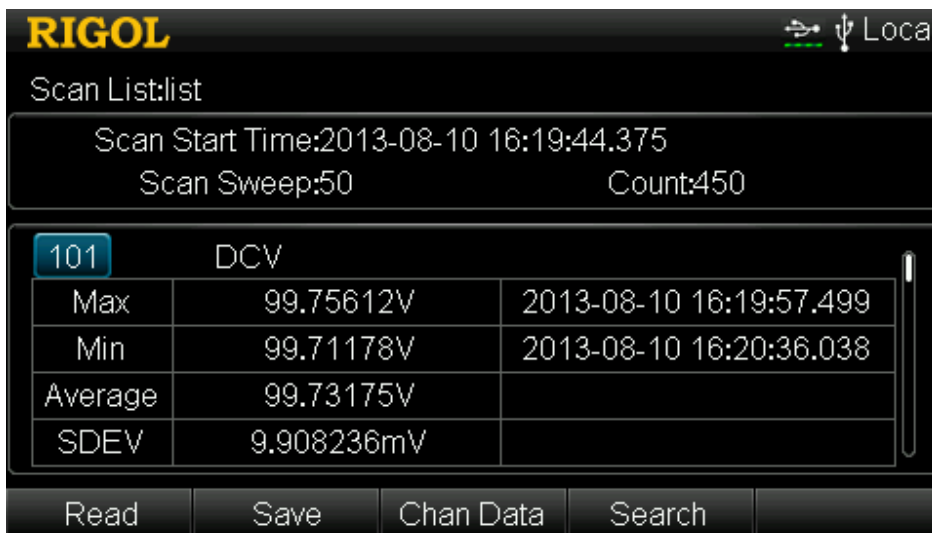 RIGOL Loca
Scan List:list
Scan Start Time:2013-08-10 16:19:44.375
Scan Sweep:50 Count:450
101 DCV
Max 99.75612V 2013-08-10 16:19:57.499
Min 99.71178V 2013-08-10 16:20:36.038
Average 99.73175V
SDEV 9.908236mV
Read Save Chan Data Search